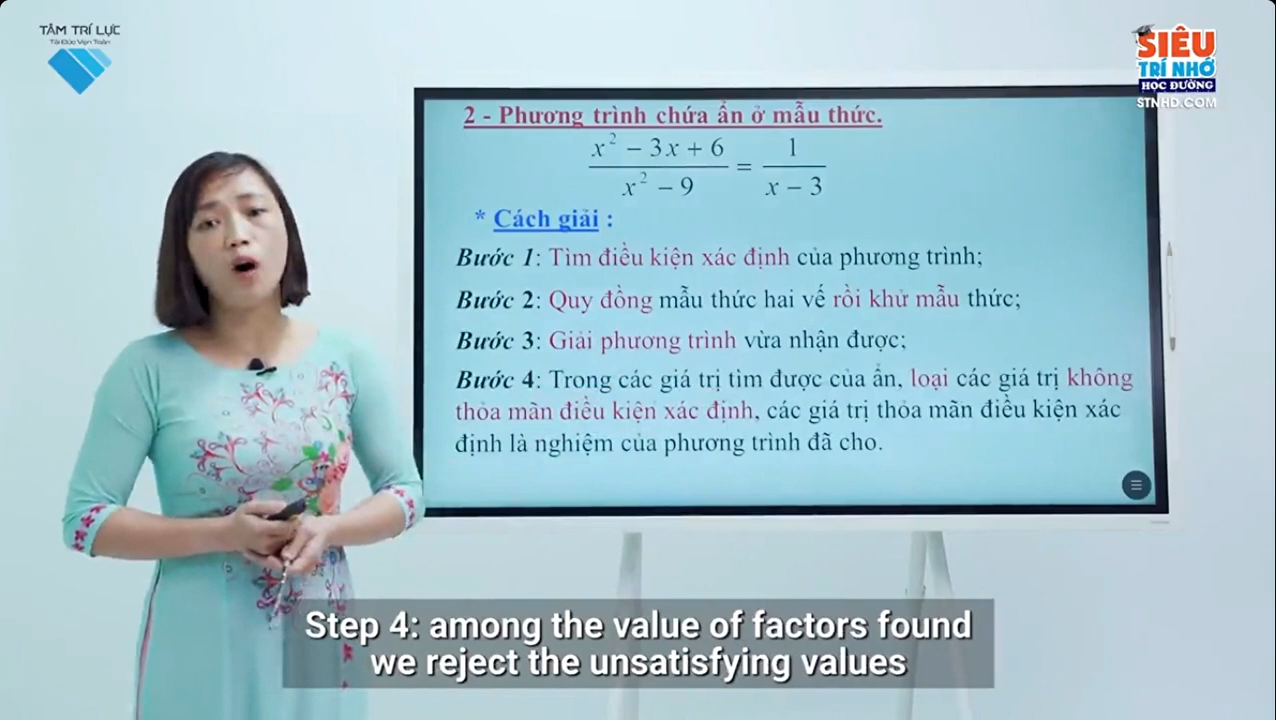 TÂM TRÍ LỰC
Tài Đức Vẹn Toàn
SIÊU
TRÍ NHỚ
HỌC ĐƯỜNG
STNHD.COM
2 - Phương trình chứa ẩn ở mẫu thức.
x² − 3x + 6 / x² − 9 = 1 / x − 3
* Cách giải :
Bước 1: Tìm điều kiện xác định của phương trình;
Bước 2: Quy đồng mẫu thức hai vế rồi khử mẫu thức;
Bước 3: Giải phương trình vừa nhận được;
Bước 4: Trong các giá trị tìm được của ẩn, loại các giá trị không
thỏa mãn điều kiện xác định, các giá trị thỏa mãn điều kiện xác
định là nghiệm của phương trình đã cho.
Step 4: among the value of factors found
we reject the unsatisfying values